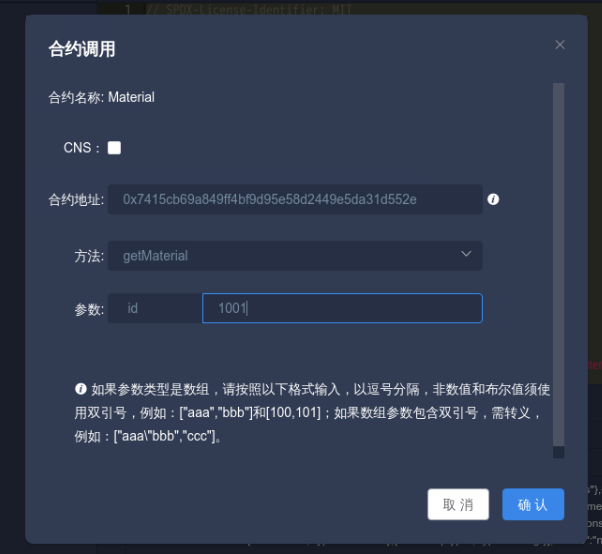 1 // SPDX-License-Identifier: MIT
合约调用
合约名称: Material
CNS：
合约地址: 0x7415cb69a849ff4bf9d95e58d2449e5da31d552e
方法: getMaterial
参数: id 1001
如果参数类型是数组，请按照以下格式输入，以逗号分隔，非数值和布尔值须使
用双引号，例如：["aaa","bbb"]和[100,101]；如果数组参数包含双引号，需转义，
例如：["aaa\"bbb","ccc"]。
取 消 确 认